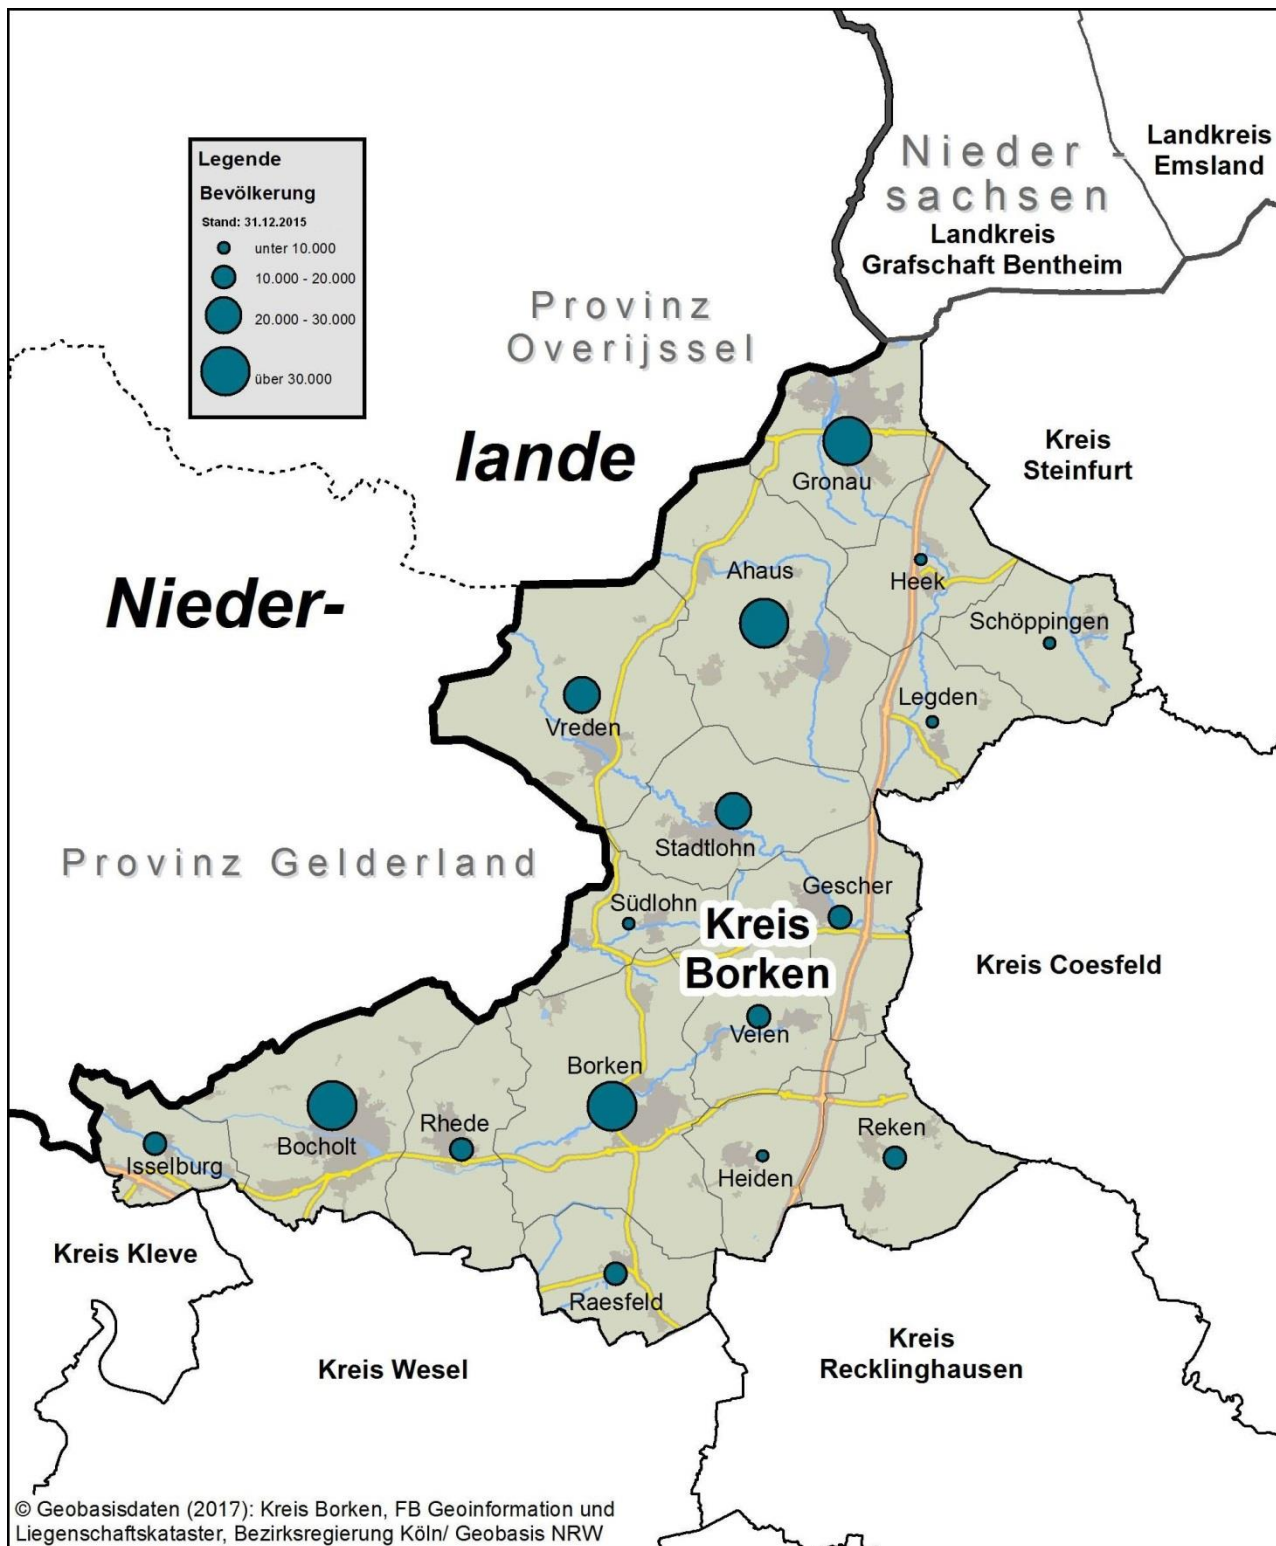 Legende
Bevölkerung
Stand: 31.12.2015
unter 10.000
10.000 - 20.000
20.000 - 30.000
über 30.000
Nieder
sachsen
Landkreis
Grafschaft Bentheim
Landkreis
Emsland
Provinz
Overijssel
lande
Nieder-
Kreis
Steinfurt
Gronau
Ahaus
Heek
Schöppingen
Legden
Vreden
Stadtlohn
Provinz Gelderland
Gescher
Südlohn
Kreis
Borken
Kreis Coesfeld
Velen
Borken
Rhede
Bocholt
Isselburg
Reken
Heiden
Kreis Kleve
Raesfeld
Kreis Wesel
Kreis
Recklinghausen
© Geobasisdaten (2017): Kreis Borken, FB Geoinformation und
Liegenschaftskataster, Bezirksregierung Köln/ Geobasis NRW